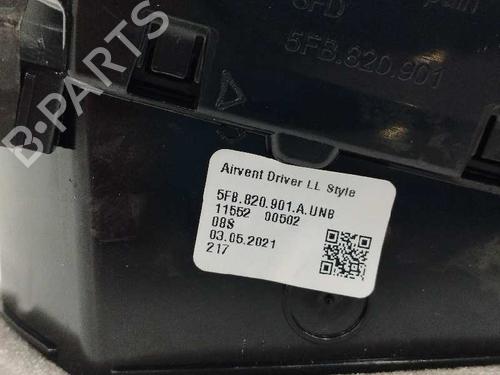 SFD
5FB.820.901
B-PARTS
Airvent Driver LL Style
5FB.820.901.A.UNB
11552 00502
08S
03.05.2021
217